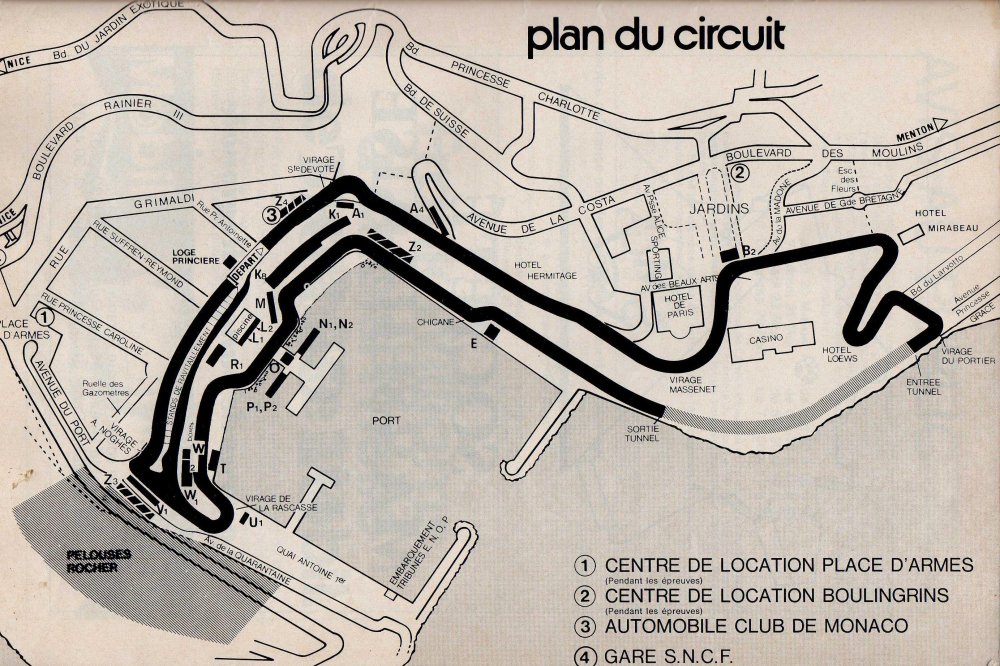 plan du circuit
NICE
Bd. DU JARDIN EXOTIQUE
BOULEVARD RAINIER III
Bd. PRINCESSE CHARLOTTE
Bd. DE SUISSE
MENTON
BOULEVARD DES MOULINS
2
Esc des Fleurs
AVENUE DE Gde BRETAGNE
HOTEL MIRABEAU
JARDINS
Av. de la MADONE
Av. Psse ALICE
SPORTING
AVENUE DE LA COSTA
AV des BEAUX ARTS
B2
HOTEL DE PARIS
HOTEL HERMITAGE
CASINO
HOTEL LOEWS
Bd du Larvotto
Avenue Princesse GRACE
VIRAGE DU PORTIER
ENTREE TUNNEL
VIRAGE MASSENET
SORTIE TUNNEL
VIRAGE Ste DEVOTE
Z4
3
K1
A1
A4
Z2
GRIMALDI
RUE
Rue Pr. Antoinette
RUE SUFFREY-REYMOND
LOGE PRINCIERE
DEPART
NICE
RUE PRINCESSE CAROLINE
1
PLACE D'ARMES
AVENUE DU PORT
Ruelle des Gazometres
VIRAGE A. NOGHÈS
STANDS DE RAVITAILLEMENT
M
piscine
L2
L1
R1
N1, N2
O
P1, P2
CHICANE
E
PORT
W
W1
T
V1
Z3
U1
VIRAGE DE LA RASCASSE
Av. de la QUARANTAINE
QUAI ANTOINE 1er
EMBARQUEMENT
TRIBUNES E. N. O. P
PELOUSES
ROCHER
1 CENTRE DE LOCATION PLACE D'ARMES
(Pendant les épreuves)
2 CENTRE DE LOCATION BOULINGRINS
(Pendant les épreuves)
3 AUTOMOBILE CLUB DE MONACO
4 GARE S.N.C.F.